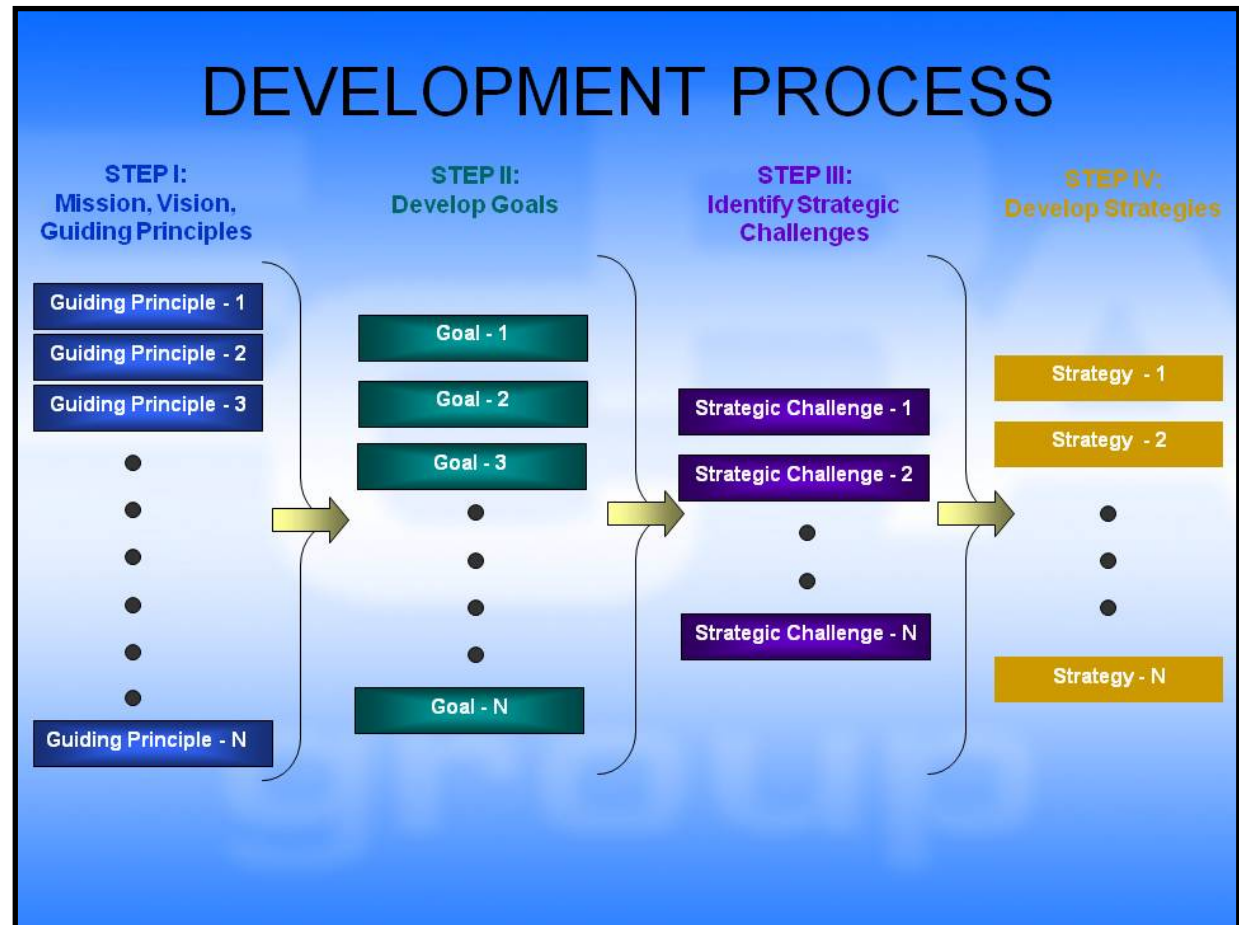 DEVELOPMENT PROCESS
STEP I:
Mission, Vision,
Guiding Principles
Guiding Principle - 1
Guiding Principle - 2
Guiding Principle - 3
Guiding Principle - N
STEP II:
Develop Goals
Goal - 1
Goal - 2
Goal - 3
Goal - N
STEP III:
Identify Strategic
Challenges
Strategic Challenge - 1
Strategic Challenge - 2
Strategic Challenge - N
STEP IV:
Develop Strategies
Strategy - 1
Strategy - 2
Strategy - N
group